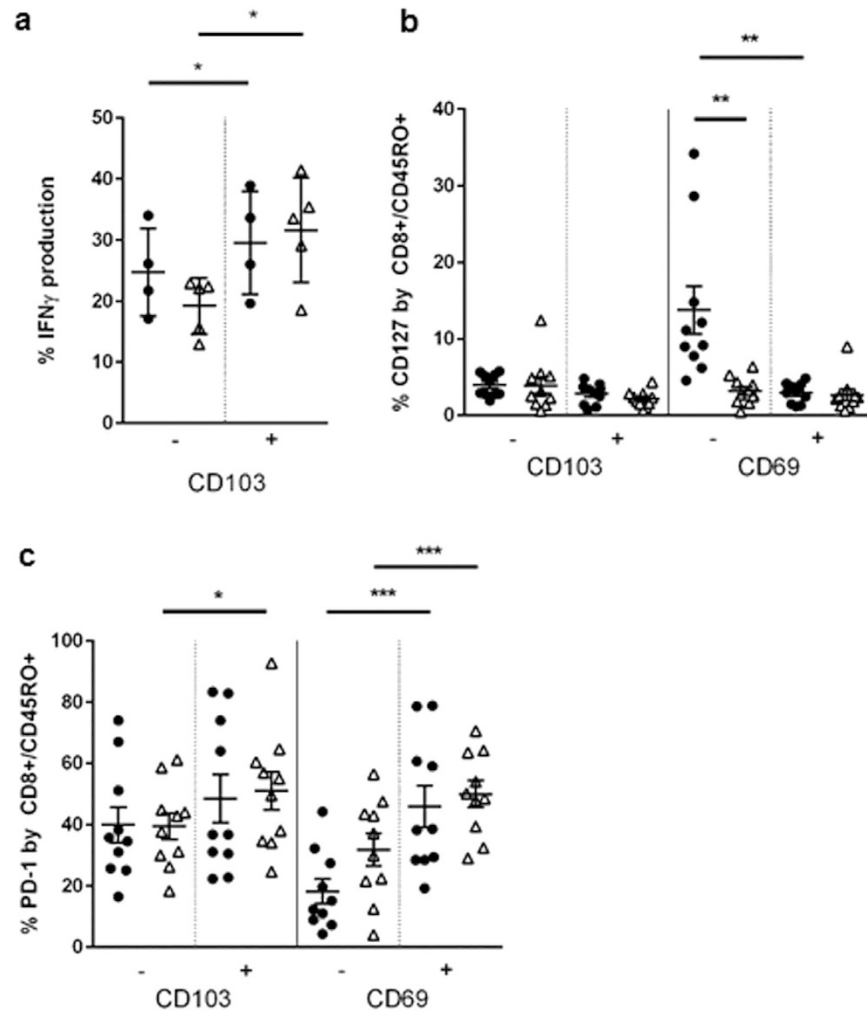 a
*
*
% IFNγ production
50
40
30
20
10
0
- +
CD103
b
**
**
% CD127 by CD8+/CD45RO+
40
30
20
10
0
- + - +
CD103 CD69
c
***
* ***
% PD-1 by CD8+/CD45RO+
100
80
60
40
20
0
- + - +
CD103 CD69